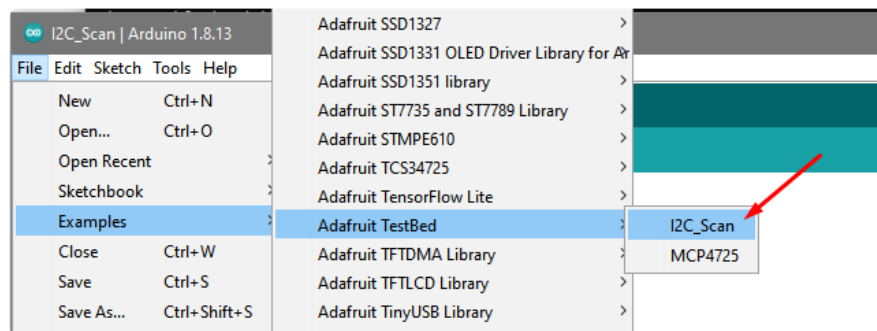 I2C_Scan | Arduino 1.8.13
File Edit Sketch Tools Help
New Ctrl+N
Open... Ctrl+O
Open Recent
Sketchbook
Examples
Close Ctrl+W
Save Ctrl+S
Save As... Ctrl+Shift+S
Adafruit SSD1327
Adafruit SSD1331 OLED Driver Library for Ar
Adafruit SSD1351 library
Adafruit ST7735 and ST7789 Library
Adafruit STMPE610
Adafruit TCS34725
Adafruit TensorFlow Lite
Adafruit TestBed
Adafruit TFTDMA Library
Adafruit TFTLCD Library
Adafruit TinyUSB Library
I2C_Scan
MCP4725